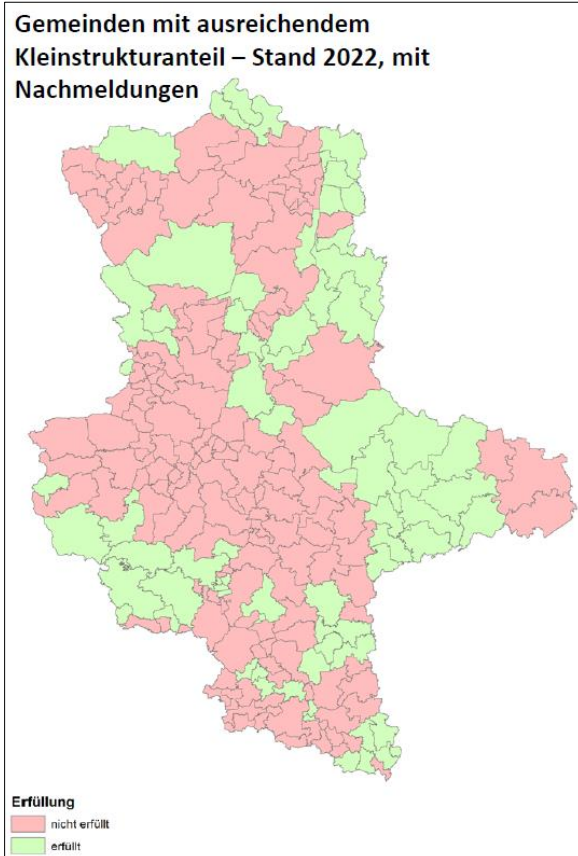 Gemeinden mit ausreichendem
Kleinstrukturanteil – Stand 2022, mit
Nachmeldungen
Erfüllung
nicht erfüllt
erfüllt